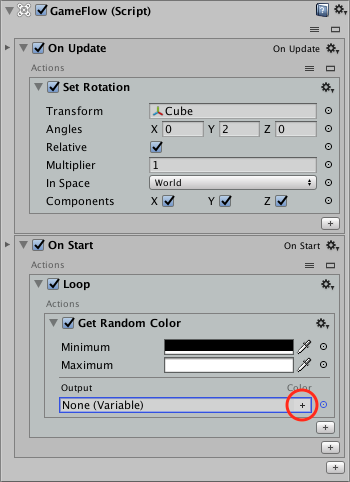 GameFlow (Script)
On Update On Update
Actions
Set Rotation
Transform Cube
Angles X 0 Y 2 Z 0
Relative
Multiplier 1
In Space World
Components X Y Z
+
On Start On Start
Actions
Loop
Actions
Get Random Color
Minimum
Maximum
Output Color
None (Variable) +
+
+
+